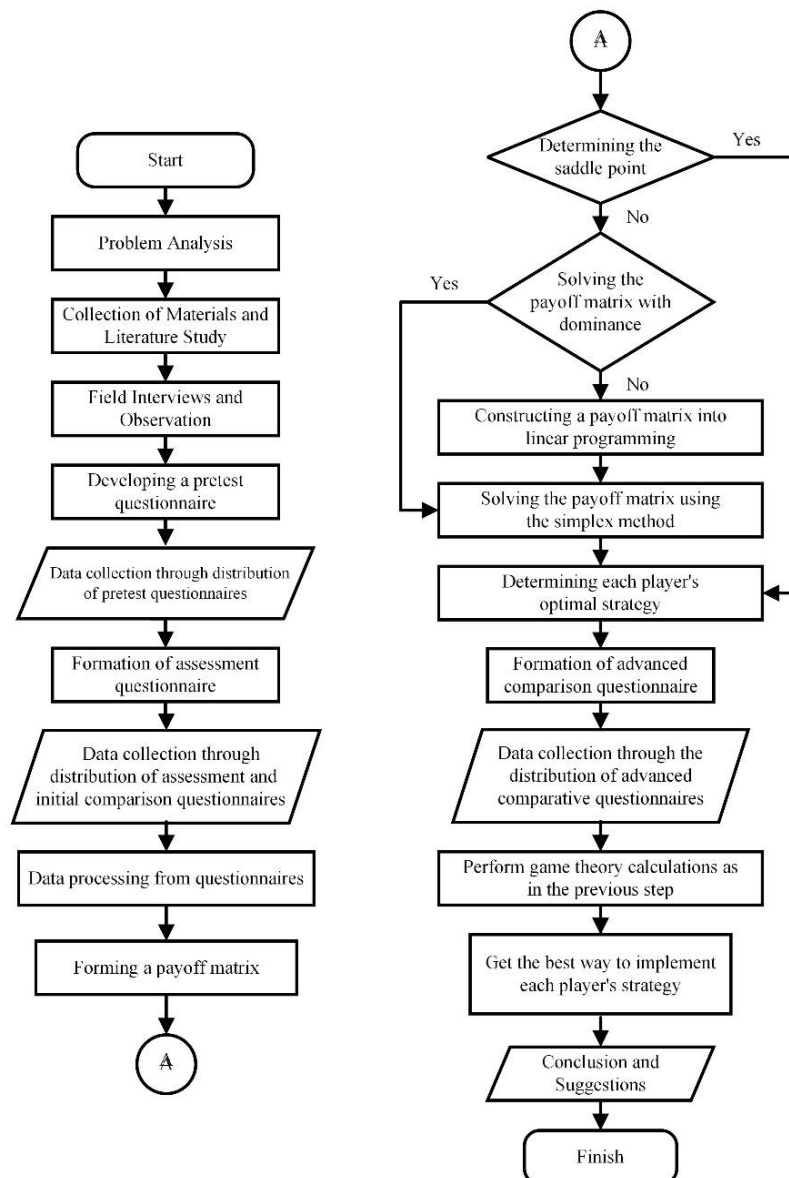 Start
Problem Analysis
Collection of Materials and
Literature Study
Field Interviews and
Observation
Developing a pretest
questionnaire
Data collection through distribution
of pretest questionnaires
Formation of assessment
questionnaire
Data collection through
distribution of assessment and
initial comparison questionnaires
Data processing from questionnaires
Forming a payoff matrix
A
A
Determining the
saddle point
Yes
No
Solving the
payoff matrix with
dominance
Yes
No
Constructing a payoff matrix into
linear programming
Solving the payoff matrix using
the simplex method
Determining each player's
optimal strategy
Formation of advanced
comparison questionnaire
Data collection through the
distribution of advanced
comparative questionnaires
Perform game theory calculations as
in the previous step
Get the best way to implement
each player's strategy
Conclusion and
Suggestions
Finish